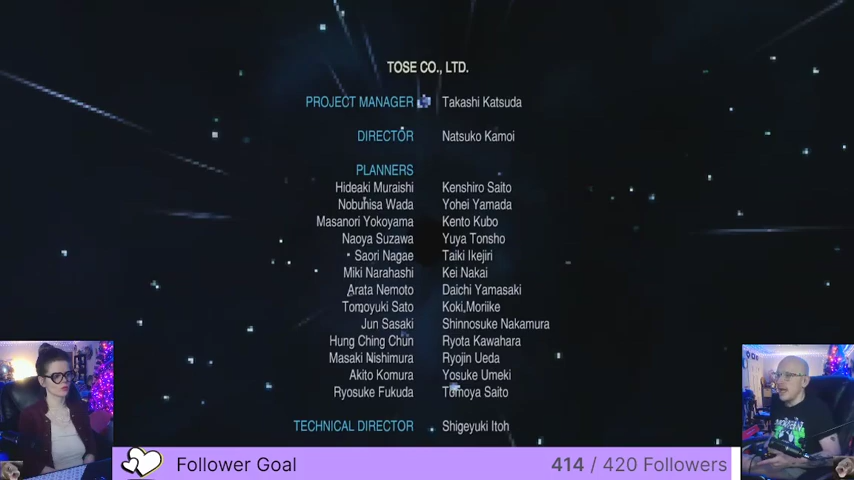 TOSE CO., LTD.
PROJECT MANAGER Takashi Katsuda
DIRECTOR Natsuko Kamoi
PLANNERS
Hideaki Muraishi Kenshiro Saito
Nobuhisa Wada Yohei Yamada
Masanori Yokoyama Kento Kubo
Naoya Suzawa Yuya Tonsho
Saori Nagae Taiki Ikejiri
Miki Narahashi Kei Nakai
Arata Nemoto Daichi Yamasaki
Tomoyuki Sato Koki Moriike
Jun Sasaki Shinnosuke Nakamura
Hung Ching Chun Ryota Kawahara
Masaki Nishimura Ryojin Ueda
Akito Komura Yosuke Umeki
Ryosuke Fukuda Tomoya Saito
TECHNICAL DIRECTOR Shigeyuki Itoh
Follower Goal 414 / 420 Followers